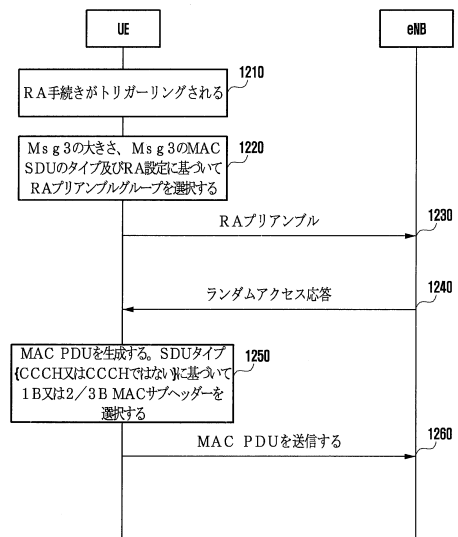 UE
eNB
1210
RA手続きがトリガーリングされる
1220
Msg3の大きさ、Msg3のMAC
SDUのタイプ及びRA設定に基づいて
RAプリアンブルグループを選択する
RAプリアンブル
1230
ランダムアクセス応答
1240
MAC PDUを生成する。SDUタイプ
{CCCH又はCCCHではない}に基づいて
1B又は2/3B MACサブヘッダーを
選択する
1250
MAC PDUを送信する
1260